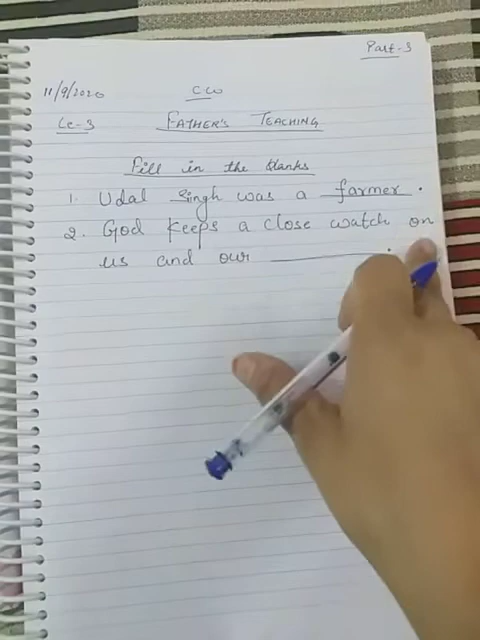 Part-3
11/9/2020 CW
Le-3 FATHER'S TEACHING
Fill in the blanks
1. Udal Singh was a farmer.
2. God keeps a close watch on
us and our ________.